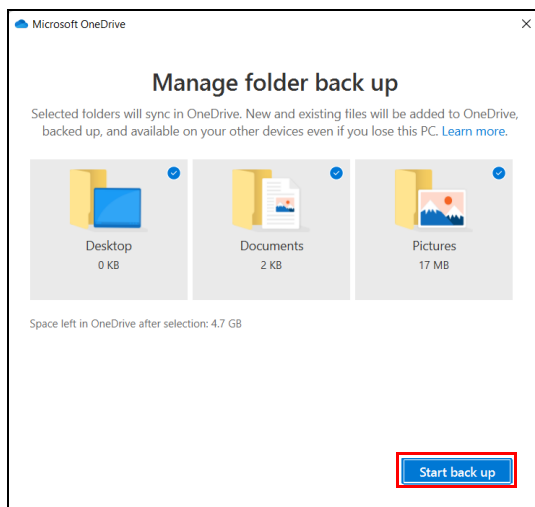 Microsoft OneDrive
Manage folder back up
Selected folders will sync in OneDrive. New and existing files will be added to OneDrive,
backed up, and available on your other devices even if you lose this PC. Learn more.
Desktop
0 KB
Documents
2 KB
Pictures
17 MB
Space left in OneDrive after selection: 4.7 GB
Start back up